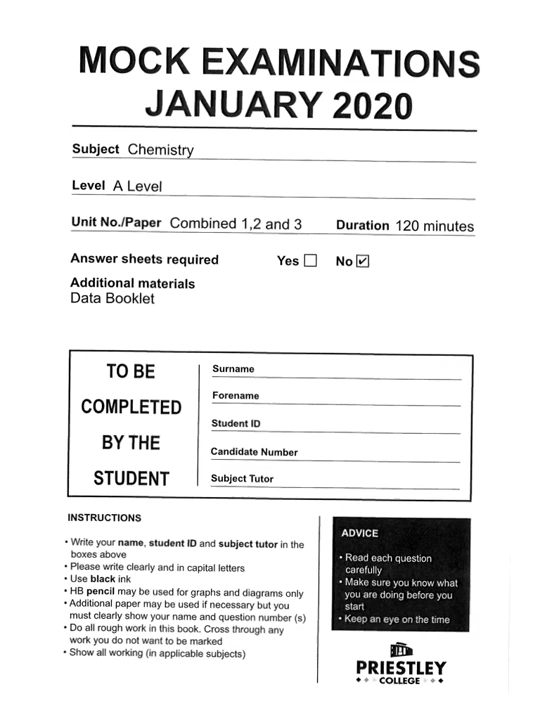 MOCK EXAMINATIONS
JANUARY 2020
Subject Chemistry
Level A Level
Unit No./Paper Combined 1,2 and 3 Duration 120 minutes
Answer sheets required Yes ☐ No ☑
Additional materials
Data Booklet
TO BE
COMPLETED
BY THE
STUDENT
Surname
Forename
Student ID
Candidate Number
Subject Tutor
INSTRUCTIONS
• Write your name, student ID and subject tutor in the
boxes above
• Please write clearly and in capital letters
• Use black ink
• HB pencil may be used for graphs and diagrams only
• Additional paper may be used if necessary but you
must clearly show your name and question number (s)
• Do all rough work in this book. Cross through any
work you do not want to be marked
• Show all working (in applicable subjects)
ADVICE
• Read each question
carefully
• Make sure you know what
you are doing before you
start
• Keep an eye on the time
PRIESTLEY
COLLEGE